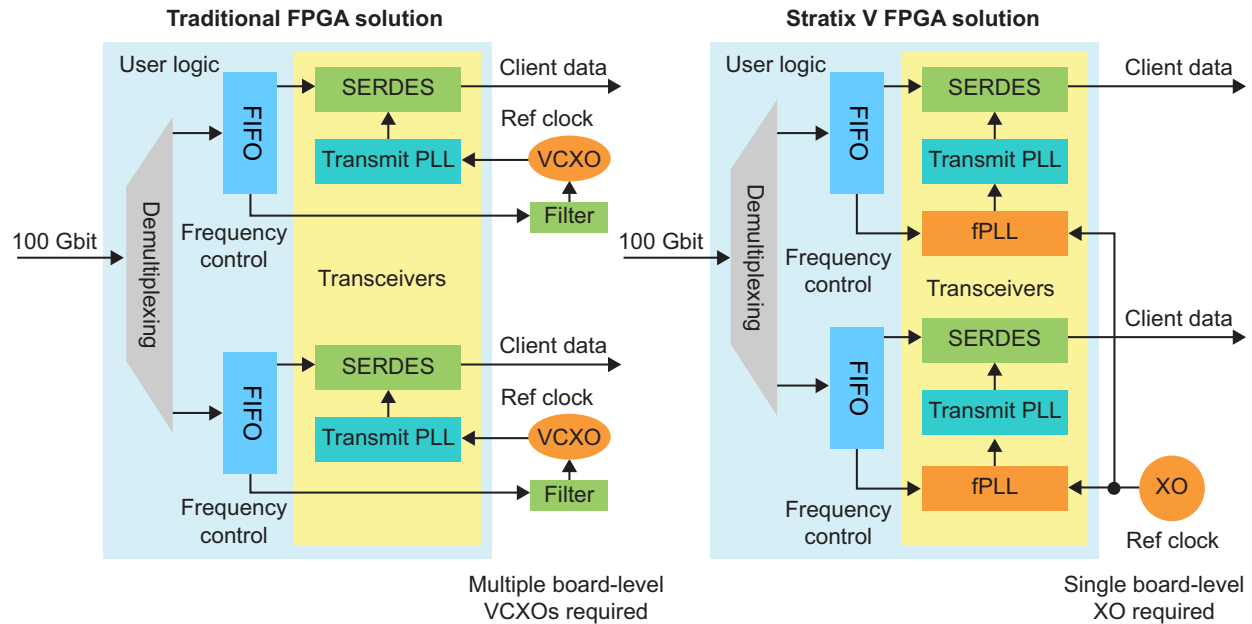 Traditional FPGA solution
User logic
FIFO
SERDES
Client data
Ref clock
Transmit PLL
VCXO
Filter
Demultiplexing
100 Gbit
Frequency
control
Transceivers
FIFO
SERDES
Client data
Ref clock
Transmit PLL
VCXO
Filter
Frequency
control
Multiple board-level
VCXOs required
Stratix V FPGA solution
User logic
FIFO
SERDES
Client data
Transmit PLL
fPLL
Demultiplexing
100 Gbit
Frequency
control
Transceivers
FIFO
SERDES
Client data
Transmit PLL
fPLL
XO
Frequency
control
Ref clock
Single board-level
XO required